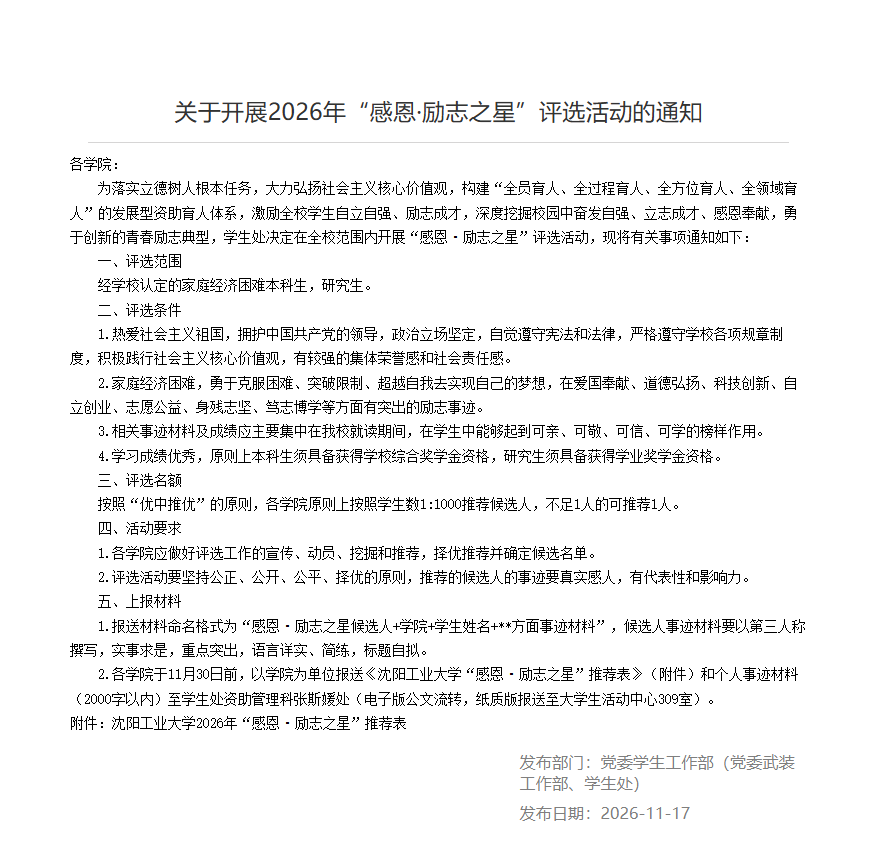 关于开展2026年“感恩·励志之星”评选活动的通知
各学院：
为落实立德树人根本任务，大力弘扬社会主义核心价值观，构建“全员育人、全过程育人、全方位育人、全领域育
人”的发展型资助育人体系，激励全校学生自立自强、励志成才，深度挖掘校园中奋发自强、立志成才、感恩奉献，勇
于创新的青春励志典型，学生处决定在全校范围内开展“感恩·励志之星”评选活动，现将有关事项通知如下：
一、评选范围
经学校认定的家庭经济困难本科生，研究生。
二、评选条件
1.热爱社会主义祖国，拥护中国共产党的领导，政治立场坚定，自觉遵守宪法和法律，严格遵守学校各项规章制
度，积极践行社会主义核心价值观，有较强的集体荣誉感和社会责任感。
2.家庭经济困难，勇于克服困难、突破限制、超越自我去实现自己的梦想，在爱国奉献、道德弘扬、科技创新、自
立创业、志愿公益、身残志坚、笃志博学等方面有突出的励志事迹。
3.相关事迹材料及成绩应主要集中在我校就读期间，在学生中能够起到可亲、可敬、可信、可学的榜样作用。
4.学习成绩优秀，原则上本科生须具备获得学校综合奖学金资格，研究生须具备获得学业奖学金资格。
三、评选名额
按照“优中推优”的原则，各学院原则上按照学生数1:1000推荐候选人，不足1人的可推荐1人。
四、活动要求
1.各学院应做好评选工作的宣传、动员、挖掘和推荐，择优推荐并确定候选名单。
2.评选活动要坚持公正、公开、公平、择优的原则，推荐的候选人的事迹要真实感人，有代表性和影响力。
五、上报材料
1.报送材料命名格式为“感恩·励志之星候选人+学院+学生姓名+**方面事迹材料”，候选人事迹材料要以第三人称
撰写，实事求是，重点突出，语言详实、简练，标题自拟。
2.各学院于11月30日前，以学院为单位报送《沈阳工业大学“感恩·励志之星”推荐表》（附件）和个人事迹材料
（2000字以内）至学生处资助管理科张斯媛处（电子版公文流转，纸质版报送至大学生活动中心309室）。
附件：沈阳工业大学2026年“感恩·励志之星”推荐表
发布部门：党委学生工作部（党委武装
工作部、学生处）
发布日期：2026-11-17